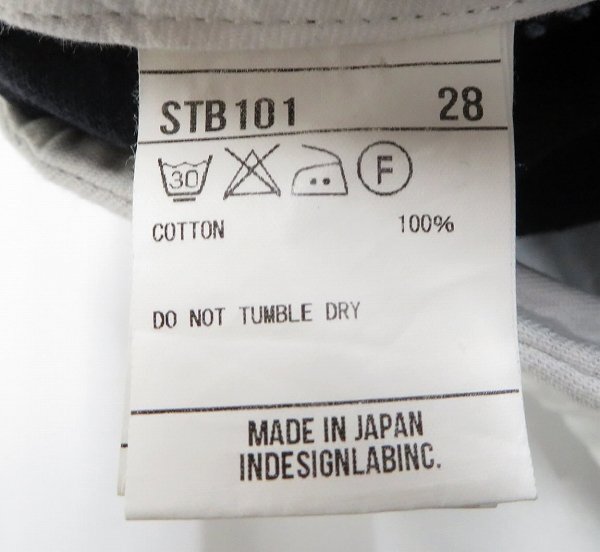 STB101 28
30 F
COTTON 100%
DO NOT TUMBLE DRY
MADE IN JAPAN
INDESIGNLABINC.